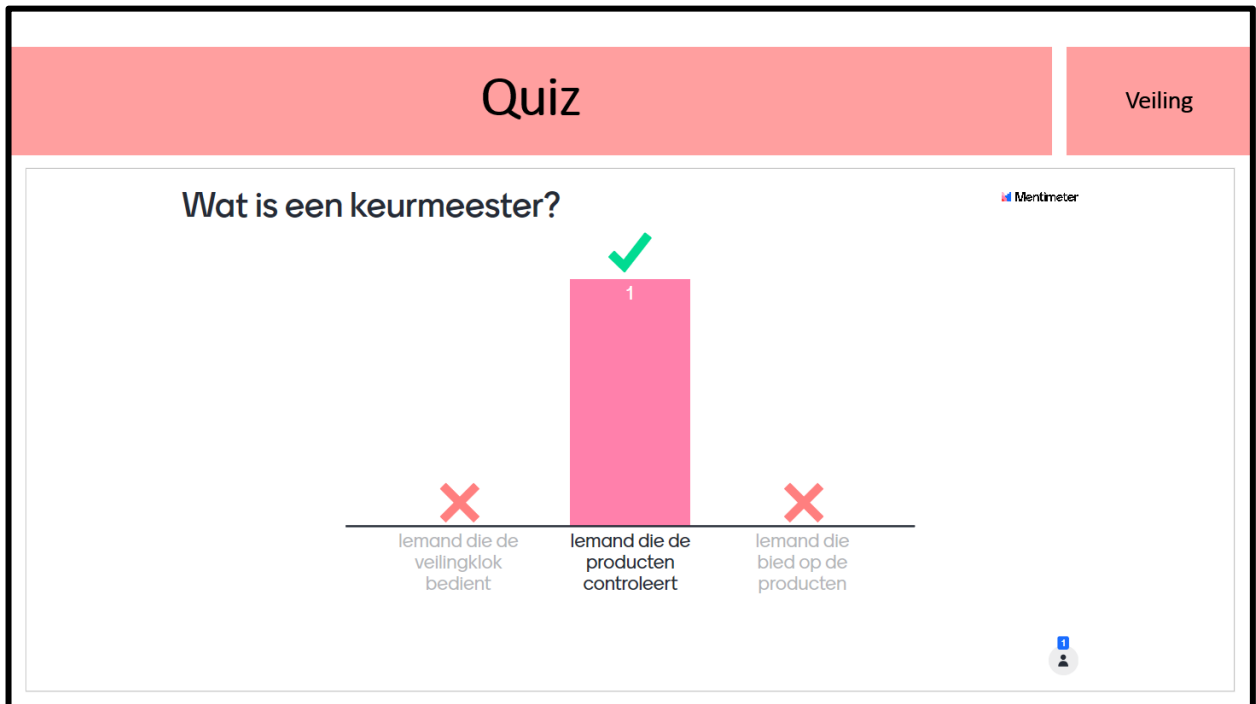 Quiz
Veiling
Wat is een keurmeester?
Mentimeter
1
Iemand die de
veilingklok
bedient
Iemand die de
producten
controleert
Iemand die
bied op de
producten
1